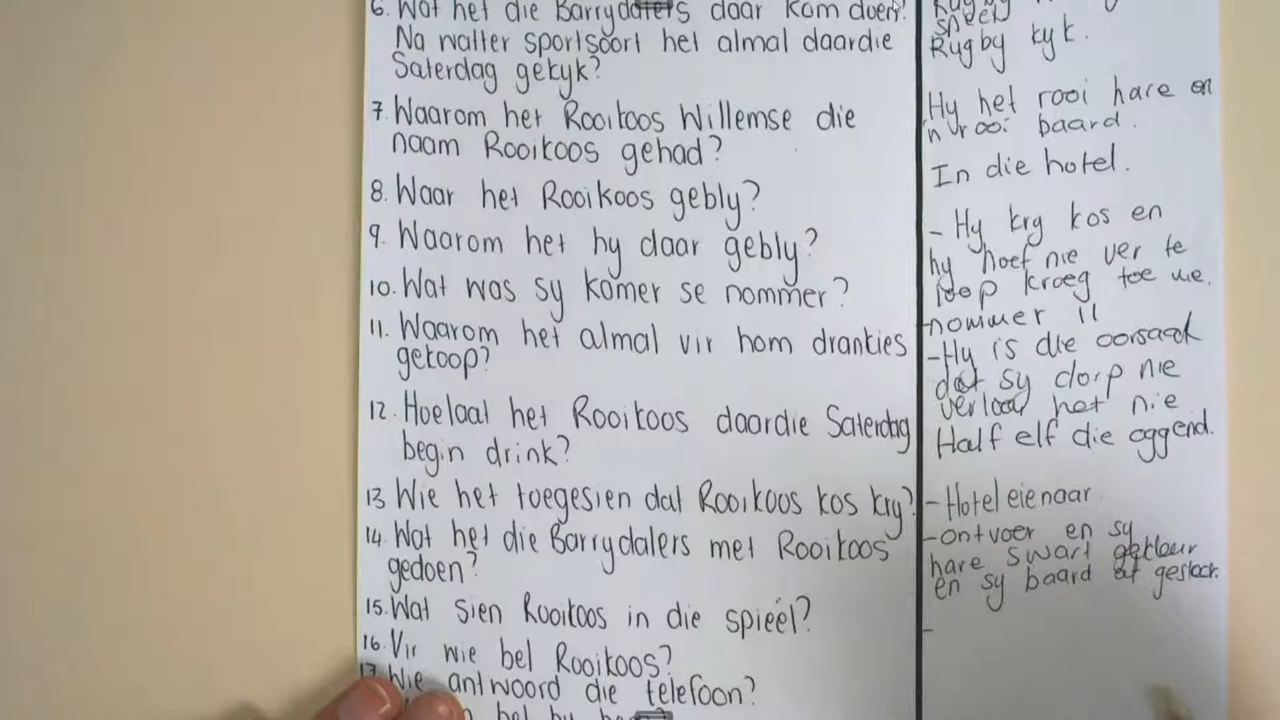 6. Wat het die Barrydalers daar kom doen?
Na watter sportsoort het almal daardie
Saterdag gekyk?
7. Waarom het Rooikoos Willemse die
naam Rooikoos gehad?
8. Waar het Rooikoos gebly?
9. Waarom het hy daar gebly?
10. Wat was sy kamer se nommer?
11. Waarom het almal vir hom drankies
gekoop?
12. Hoelaat het Rooikoos daardie Saterdag
begin drink?
13 Wie het toegesien dat Rooikoos kos kry?
14. Wat het die Barrydalers met Rooikoos
gedoen?
15. Wat sien Rooikoos in die spieël?
16. Vir wie bel Rooikoos?
17. Wie antwoord die telefoon?
bel hy
speel
Rugby kyk.
Hy het rooi hare en
'n rooi baard.
In die hotel.
- Hy kry kos en
hy hoef nie ver te
loop kroeg toe nie.
-nommer 11
-Hy is die oorsaak
dat sy dorp nie
verloor het nie
Half elf die oggend.
- Hotel eienaar
-ontvoer en sy
hare swart gekleur
en sy baard af geskeer.
-